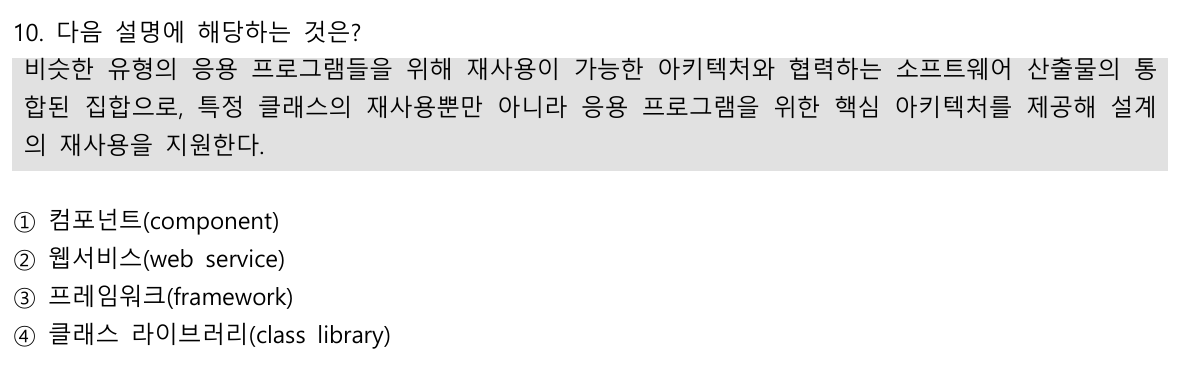 10. 다음 설명에 해당하는 것은?
비슷한 유형의 응용 프로그램들을 위해 재사용이 가능한 아키텍처와 협력하는 소프트웨어 산출물의 통
합된 집합으로, 특정 클래스의 재사용뿐만 아니라 응용 프로그램을 위한 핵심 아키텍처를 제공해 설계
의 재사용을 지원한다.
① 컴포넌트(component)
② 웹서비스(web service)
③ 프레임워크(framework)
④ 클래스 라이브러리(class library)